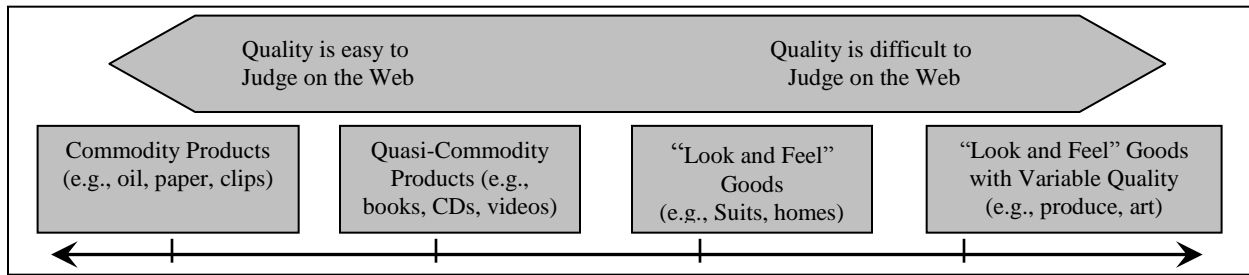 Quality is easy to
Judge on the Web
Quality is difficult to
Judge on the Web
Commodity Products
(e.g., oil, paper, clips)
Quasi-Commodity
Products (e.g.,
books, CDs, videos)
“Look and Feel”
Goods
(e.g., Suits, homes)
“Look and Feel” Goods
with Variable Quality
(e.g., produce, art)